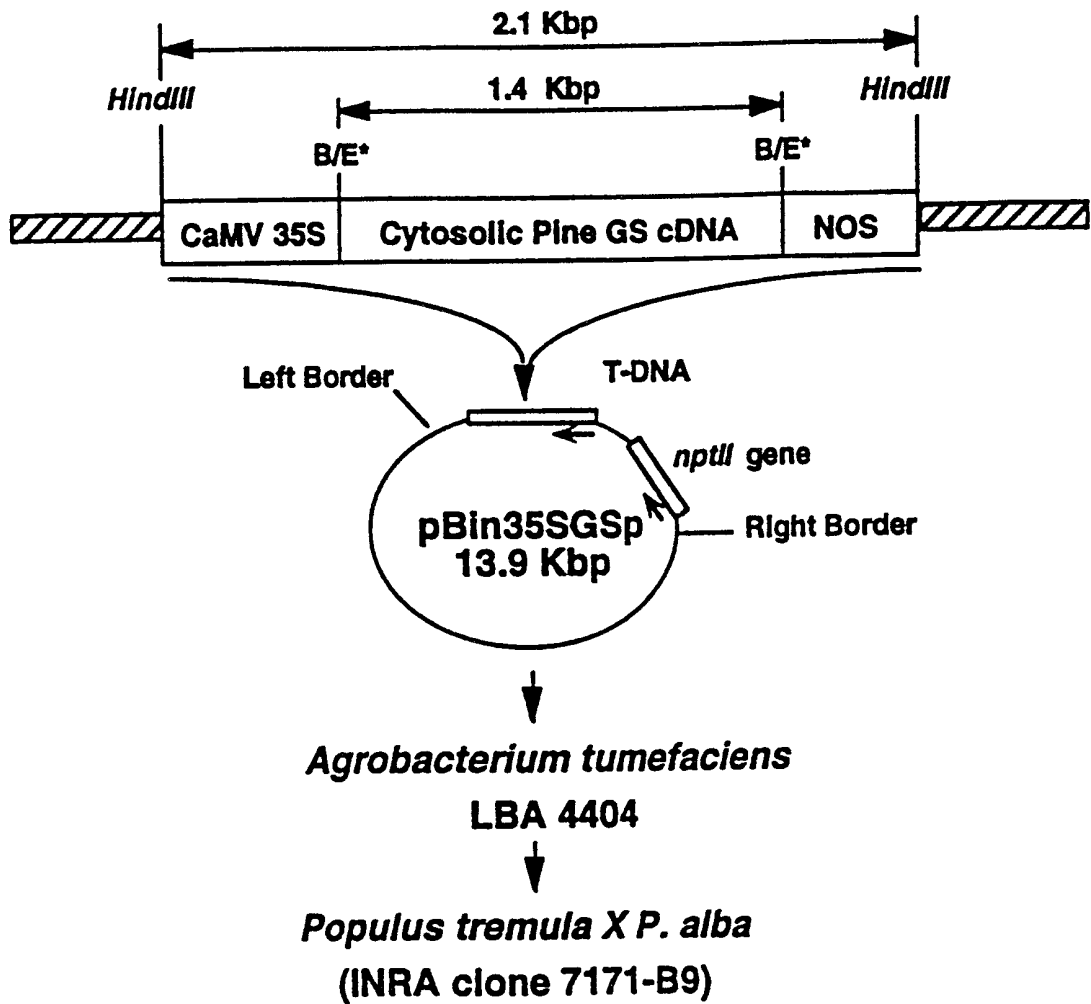 2.1 Kbp
HindIII
HindIII
1.4 Kbp
B/E*
B/E*
CaMV 35S
Cytosolic Pine GS cDNA
NOS
Left Border
T-DNA
nptII gene
pBin35SGSp
13.9 Kbp
Right Border
Agrobacterium tumefaciens
LBA 4404
Populus tremula X P. alba
(INRA clone 7171-B9)